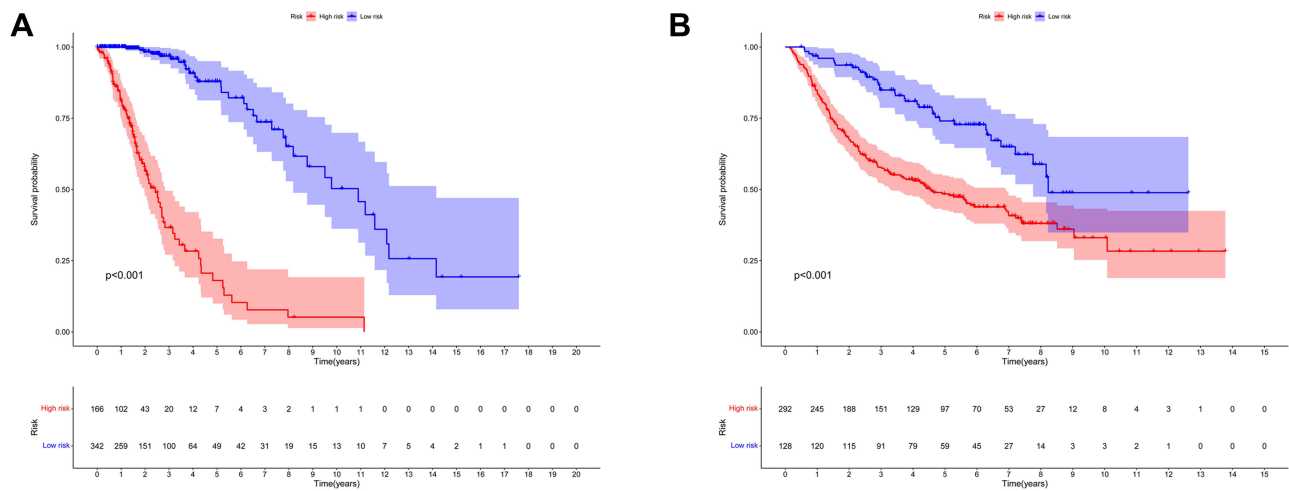 A
Risk High risk Low risk
1.00
0.75
0.50
0.25
0.00
Survival probability
p<0.001
0 1 2 3 4 5 6 7 8 9 10 11 12 13 14 15 16 17 18 19 20
Time(years)
Risk
High risk 166 102 43 20 12 7 4 3 2 1 1 1 0 0 0 0 0 0 0 0 0
Low risk 342 259 151 100 64 49 42 31 19 15 13 10 7 5 4 2 1 1 0 0 0
0 1 2 3 4 5 6 7 8 9 10 11 12 13 14 15 16 17 18 19 20
Time(years)
B
Risk High risk Low risk
1.00
0.75
0.50
0.25
0.00
Survival probability
p<0.001
0 1 2 3 4 5 6 7 8 9 10 11 12 13 14 15
Time(years)
Risk
High risk 292 245 188 151 129 97 70 53 27 12 8 4 3 1 0 0
Low risk 128 120 115 91 79 59 45 27 14 3 3 2 1 0 0 0
0 1 2 3 4 5 6 7 8 9 10 11 12 13 14 15
Time(years)